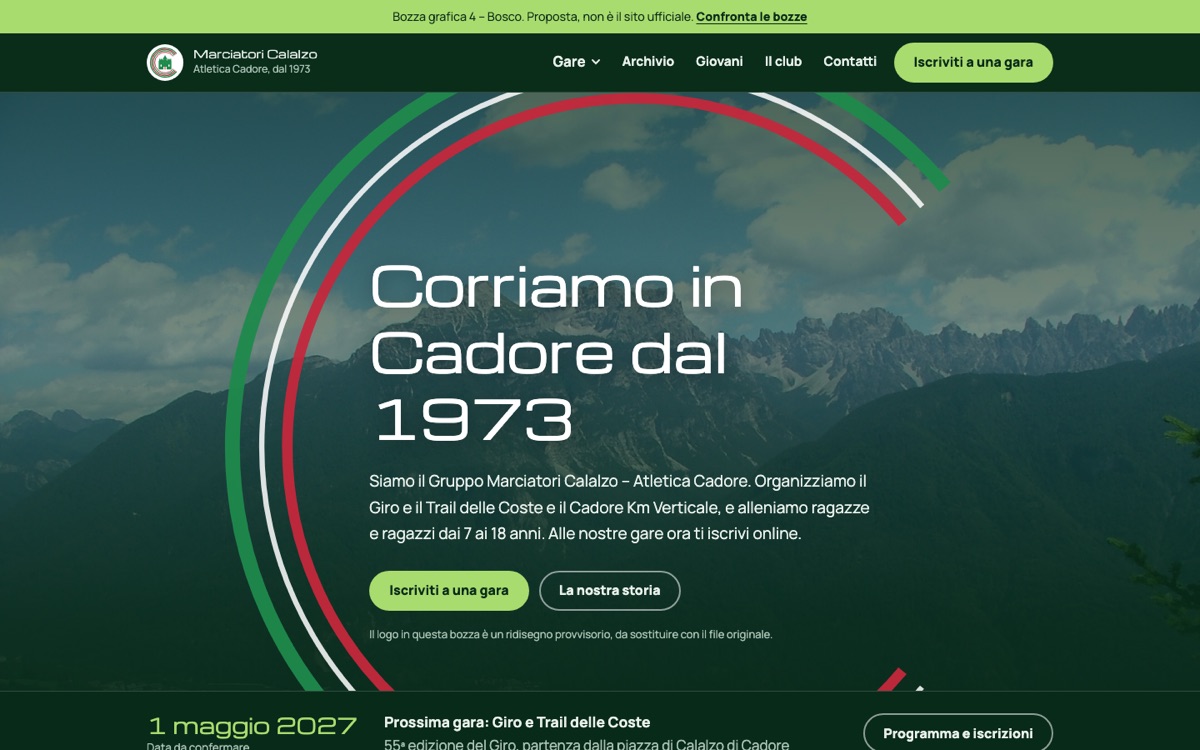 Bozza grafica 4 – Bosco. Proposta, non è il sito ufficiale. Confronta le bozze
Marciatori Calalzo
Atletica Cadore, dal 1973
Gare
Archivio
Giovani
Il club
Contatti
Iscriviti a una gara
Corriamo in
Cadore dal
1973
Siamo il Gruppo Marciatori Calalzo – Atletica Cadore. Organizziamo il
Giro e il Trail delle Coste e il Cadore Km Verticale, e alleniamo ragazze
e ragazzi dai 7 ai 18 anni. Alle nostre gare ora ti iscrivi online.
Iscriviti a una gara
La nostra storia
Il logo in questa bozza è un ridisegno provvisorio, da sostituire con il file originale.
1 maggio 2027
Data da confermare
Prossima gara: Giro e Trail delle Coste
55ª edizione del Giro, partenza dalla piazza di Calalzo di Cadore
Programma e iscrizioni